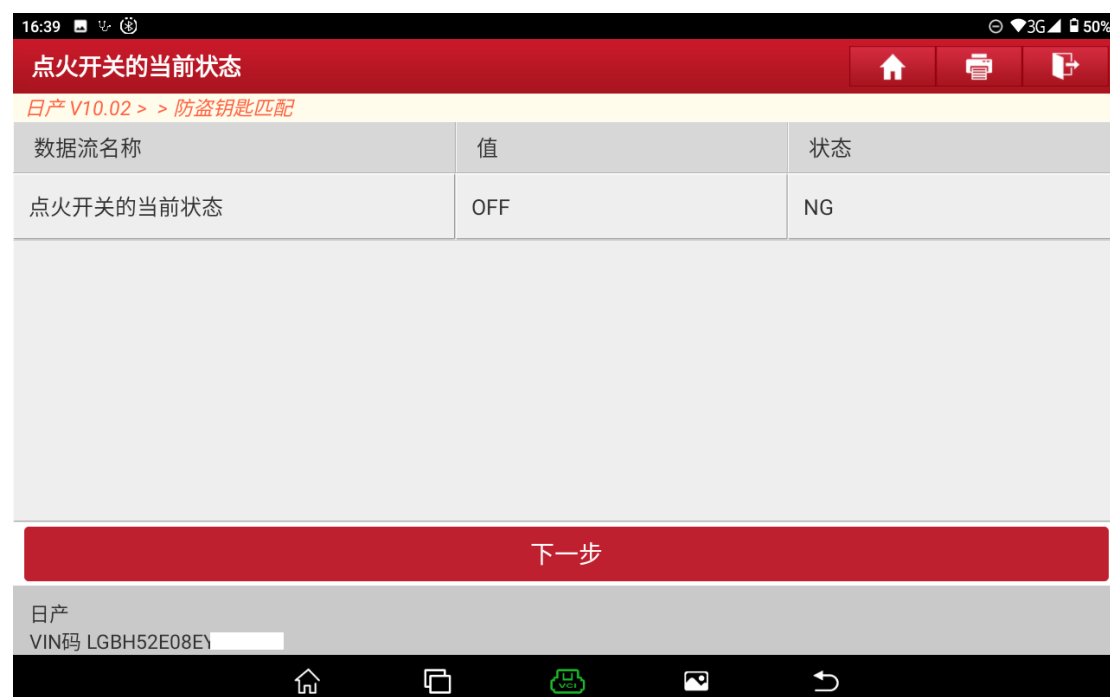 16:39 3G 50%
点火开关的当前状态
日产 V10.02 > > 防盗钥匙匹配
数据流名称 值 状态
点火开关的当前状态 OFF NG
下一步
日产
VIN码 LGBH52E08EY
VCI